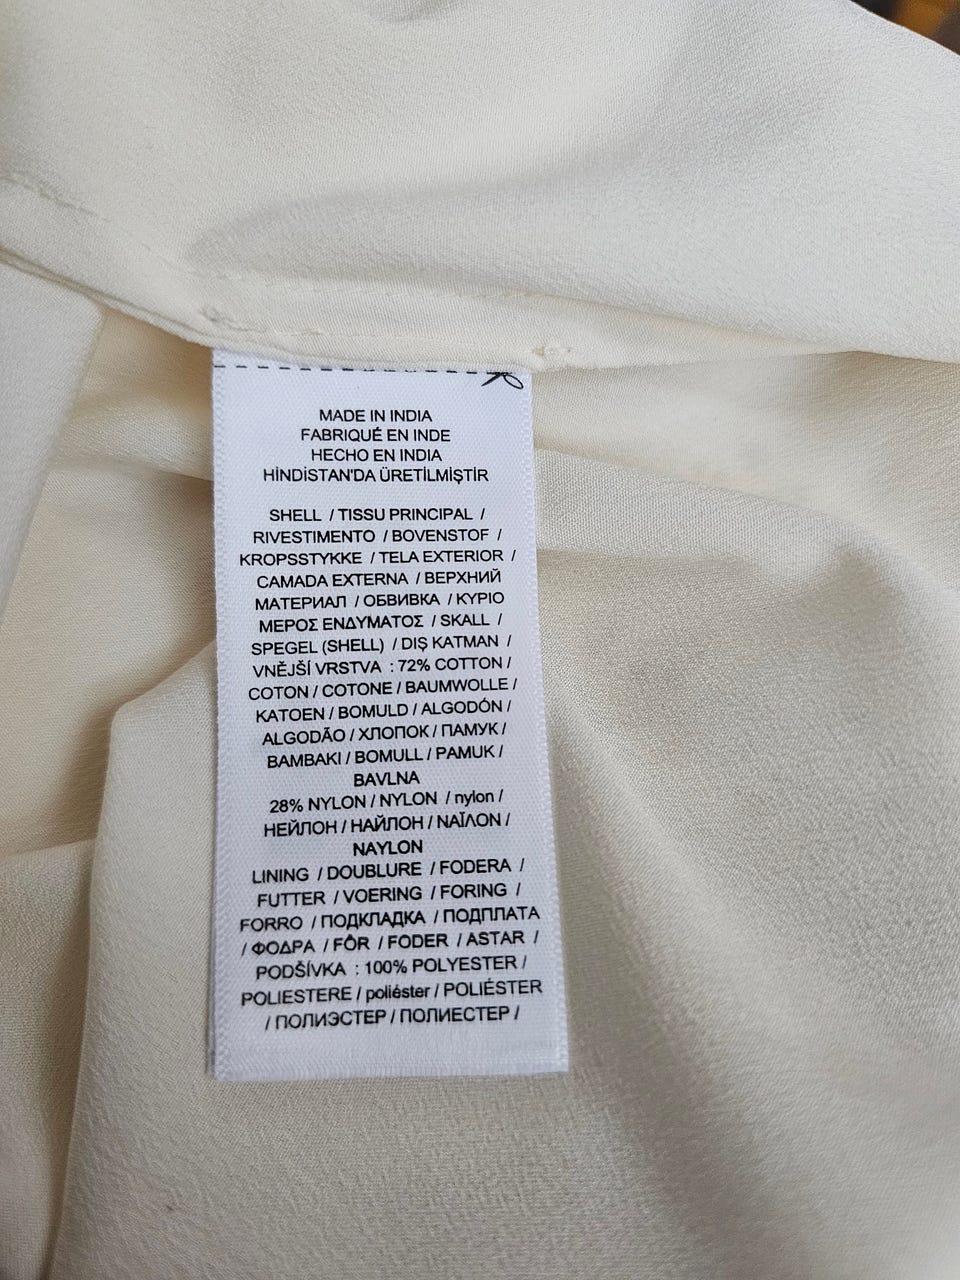 MADE IN INDIA
FABRIQUÉ EN INDE
HECHO EN INDIA
HİNDİSTAN'DA ÜRETİLMİŞTİR
SHELL / TISSU PRINCIPAL /
RIVESTIMENTO / BOVENSTOF /
KROPSSTYKKE / TELA EXTERIOR /
CAMADA EXTERNA / ВЕРХНИЙ
МАТЕРИАЛ / ОБВИВКА / ΚΥΡΙΟ
ΜΕΡΟΣ ΕΝΔΥΜΑΤΟΣ / SKALL /
SPEGEL (SHELL) / DIŞ KATMAN /
VNĚJŠÍ VRSTVA : 72% COTTON /
COTON / COTONE / BAUMWOLLE /
KATOEN / BOMULD / ALGODÓN /
ALGODÃO / ХЛОПОК / ПАМУК /
BAMBAKI / BOMULL / PAMUK /
BAVLNA
28% NYLON / NYLON / nylon /
НЕЙЛОН / НАЙЛОН / ΝΑΪΛΟΝ /
NAYLON
LINING / DOUBLURE / FODERA /
FUTTER / VOERING / FORING /
FORRO / ПОДКЛАДКА / ПОДПЛАТА
/ ΦΟΔΡΑ / FÔR / FODER / ASTAR /
PODŠÍVKA : 100% POLYESTER /
POLIESTERE / poliéster / POLIÉSTER
/ ПОЛИЭСТЕР / ПОЛИЕСТЕР /